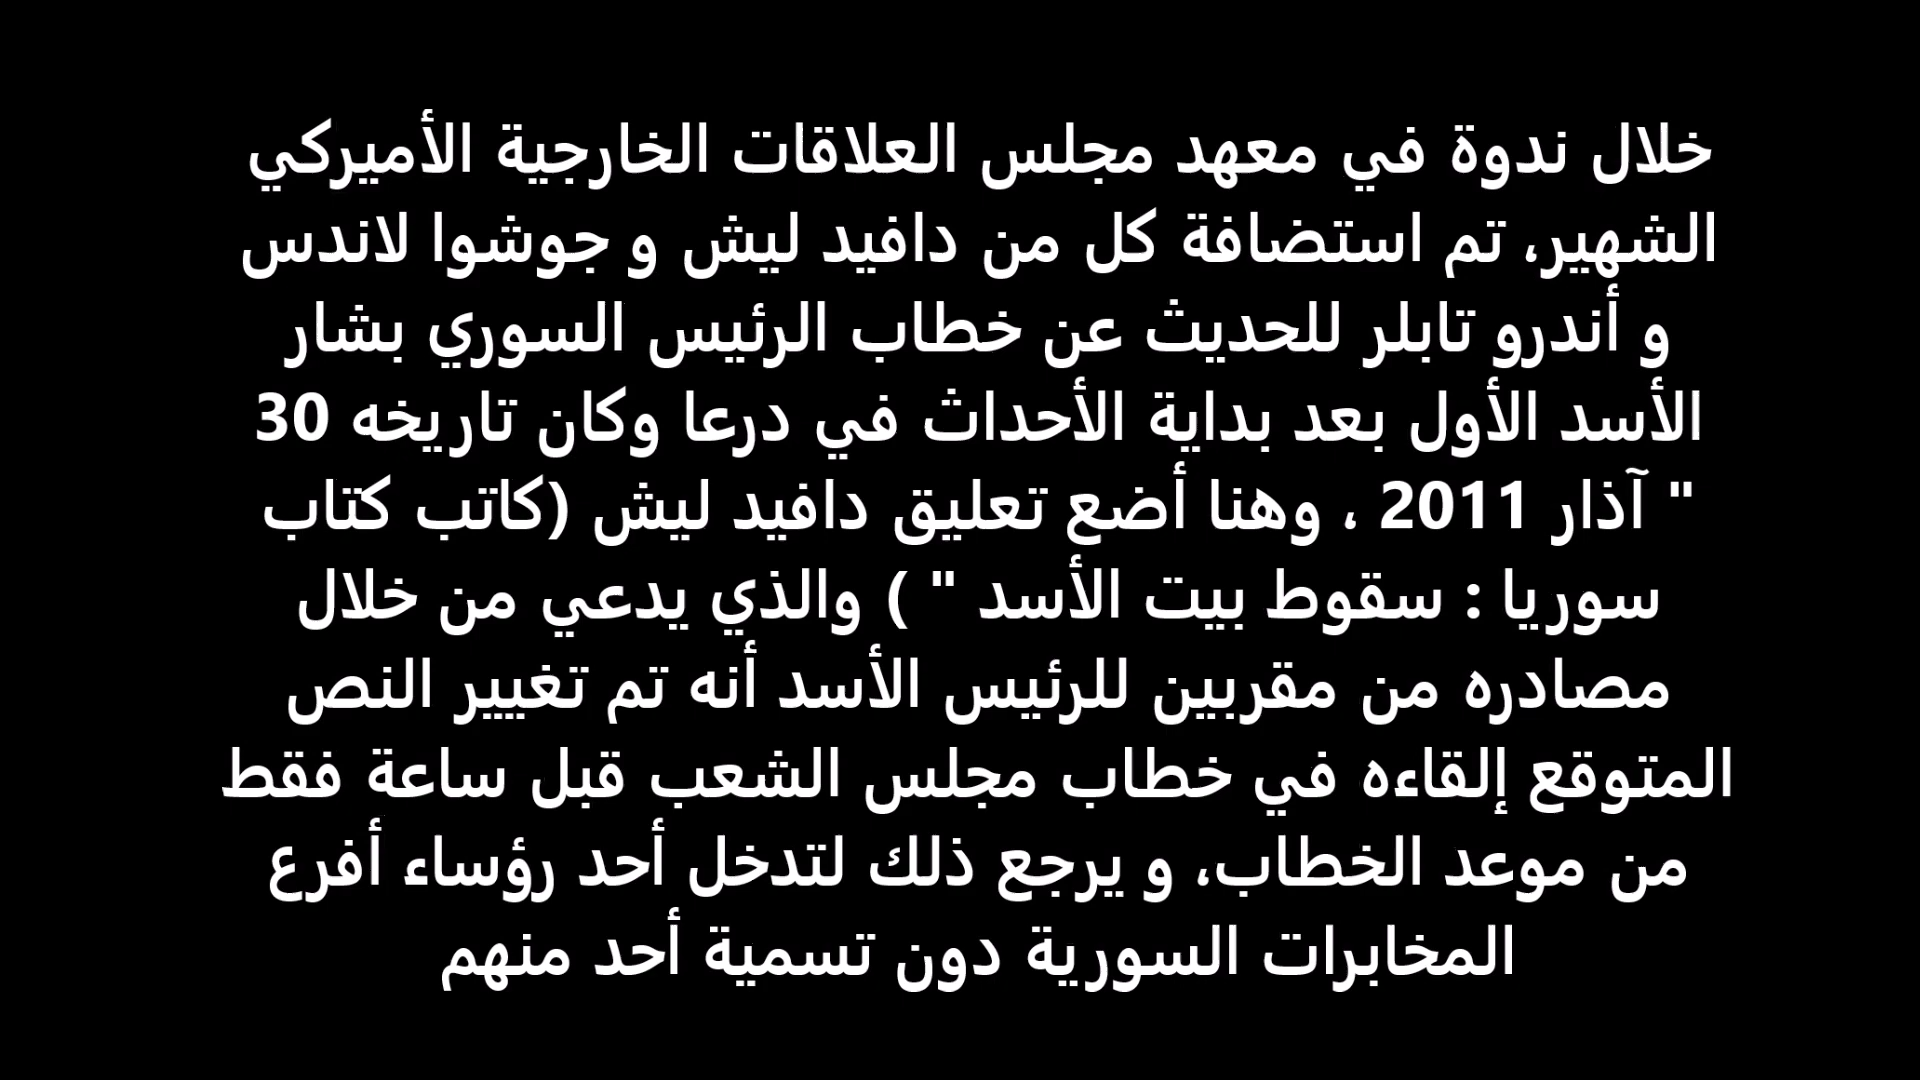 خلال ندوة في معهد مجلس العلاقات الخارجية الأميركي
الشهير، تم استضافة كل من دافيد ليش و جوشوا لاندس
و أندرو تابلر للحديث عن خطاب الرئيس السوري بشار
الأسد الأول بعد بداية الأحداث في درعا وكان تاريخه 30
" آذار 2011 ، وهنا أضع تعليق دافيد ليش (كاتب كتاب
سوريا : سقوط بيت الأسد " ) والذي يدعي من خلال
مصادره من مقربين للرئيس الأسد أنه تم تغيير النص
المتوقع إلقاءه في خطاب مجلس الشعب قبل ساعة فقط
من موعد الخطاب، و يرجع ذلك لتدخل أحد رؤساء أفرع
المخابرات السورية دون تسمية أحد منهم